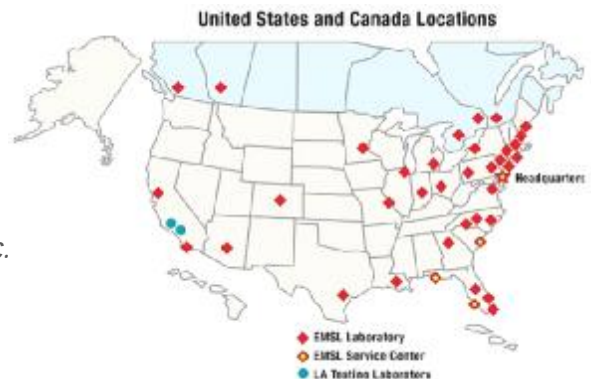 United States and Canada Locations
Headquarters
C.
EMSL Laboratory
EMSL Service Center
LA Testing Laboratory